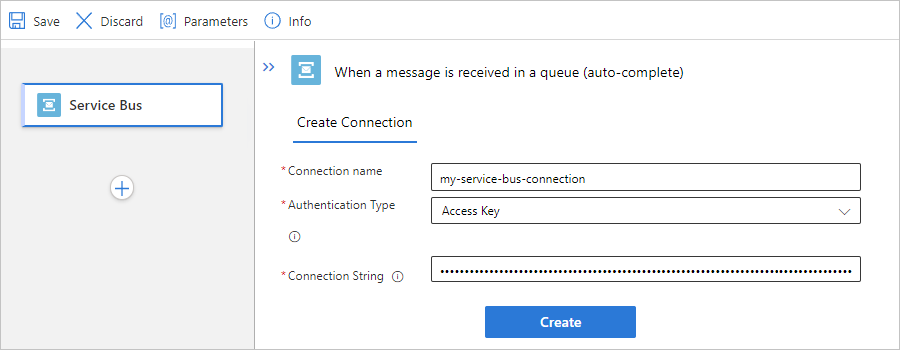 Save Discard [@] Parameters Info
Service Bus
When a message is received in a queue (auto-complete)
Create Connection
* Connection name
my-service-bus-connection
* Authentication Type
Access Key
* Connection String
Create